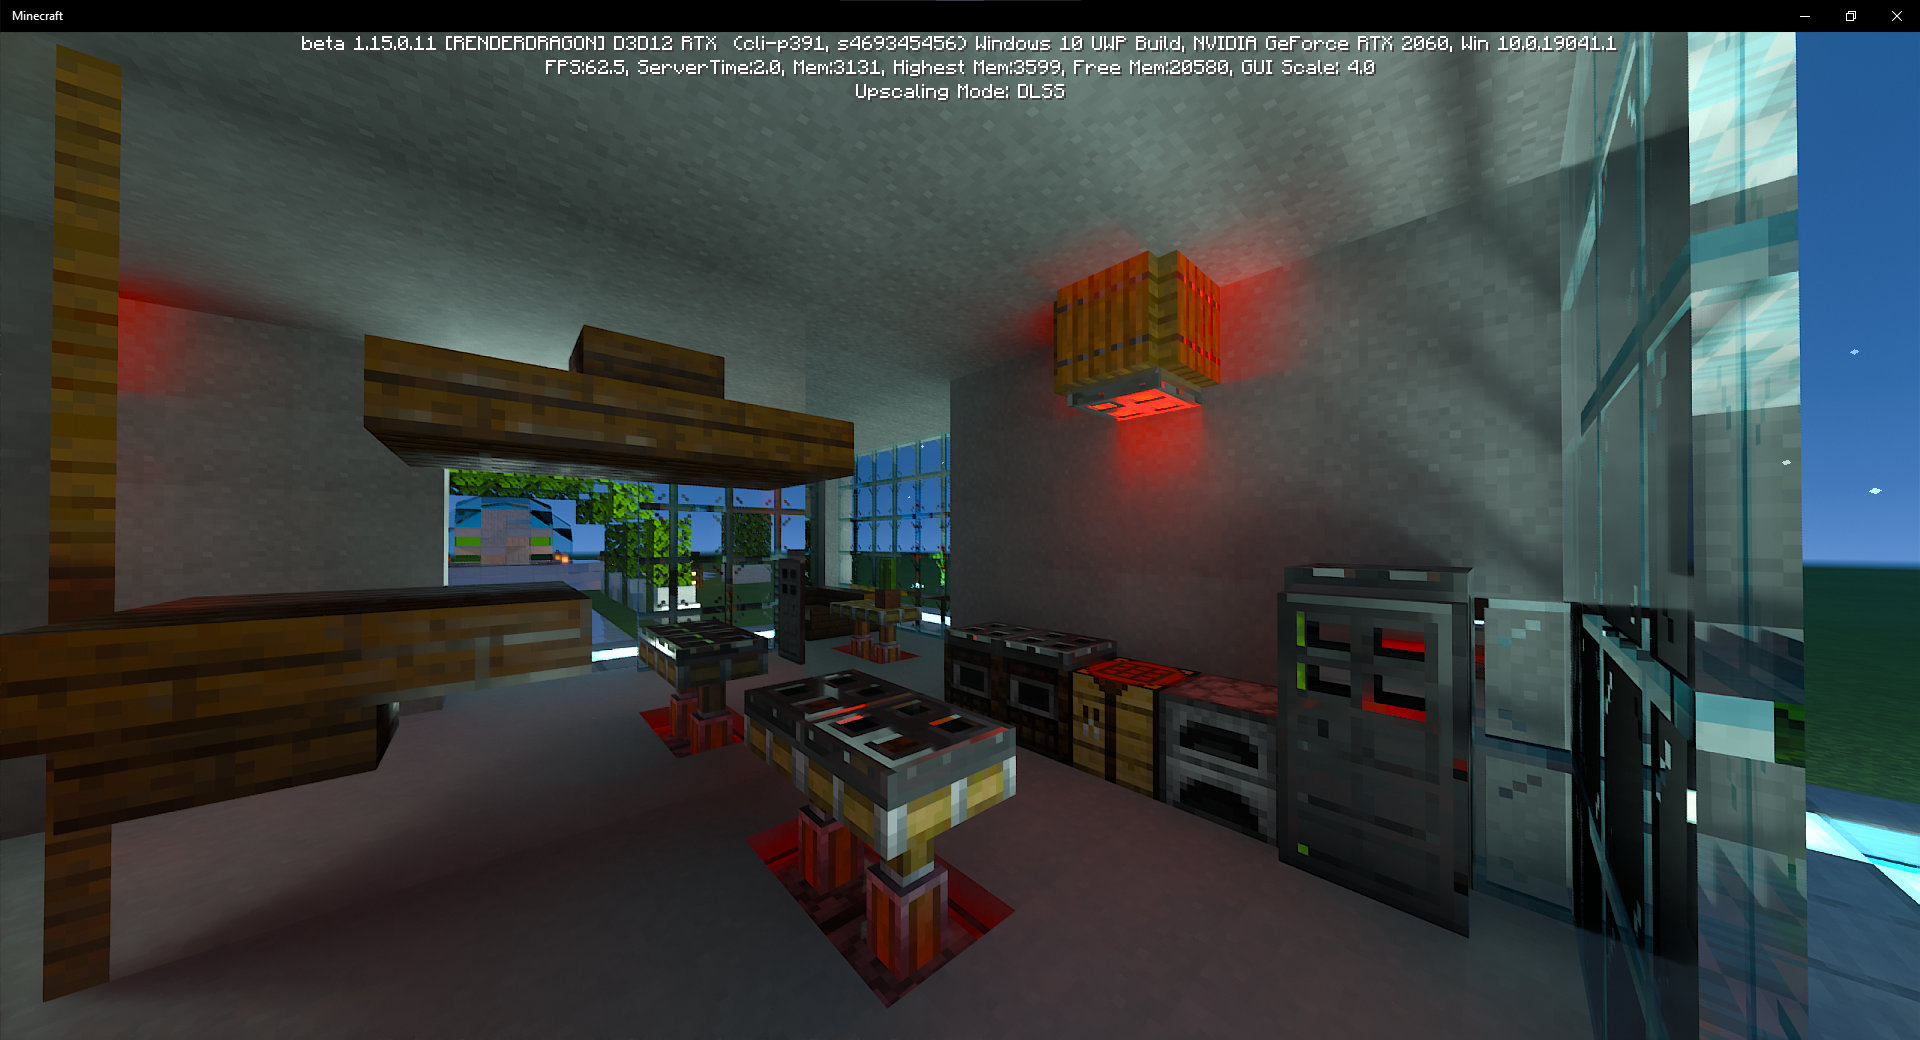 Minecraft
beta 1.15.0.11 [RENDERDRAGON] D3D12 RTX (cli-p391, s469345456) Windows 10 UWP Build, NVIDIA GeForce RTX 2060, Win 10.0.19041.1
FPS:62.5, ServerTime:2.0, Mem:3131, Highest Mem:3599, Free Mem:20580, GUI Scale: 4.0
Upscaling Mode: DLSS